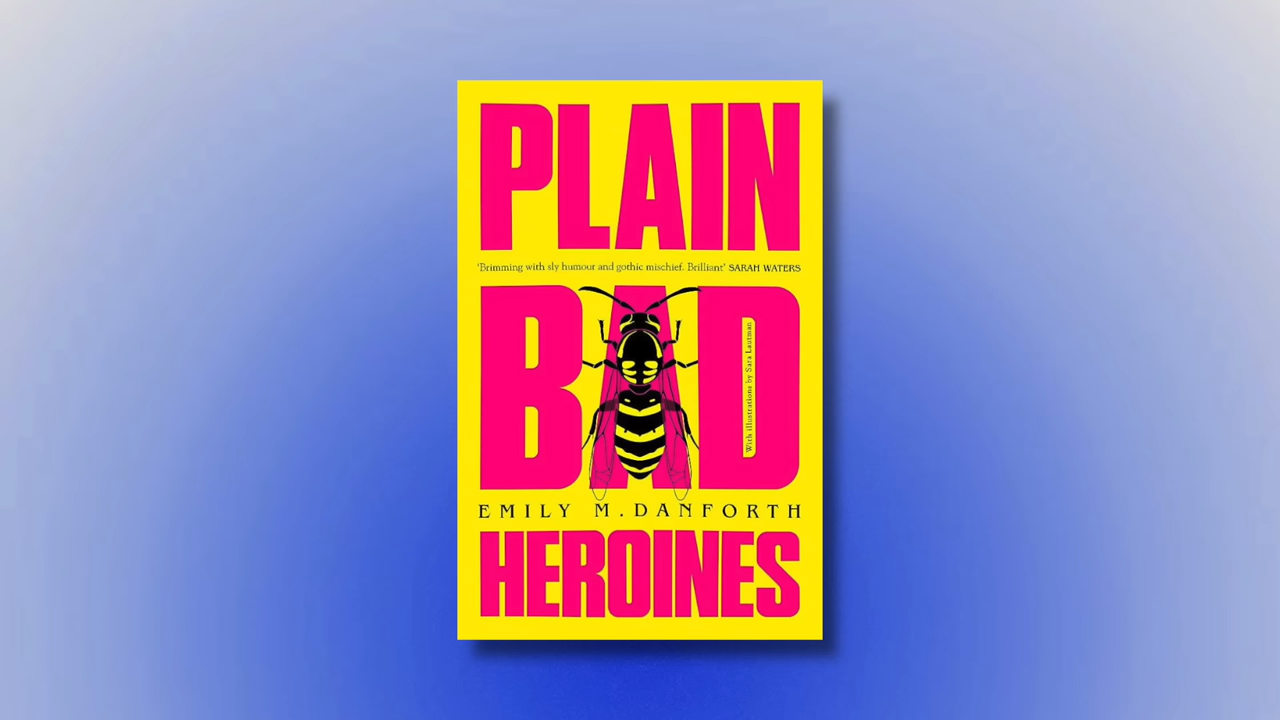 PLAIN
'Brimming with sly humour and gothic mischief. Brilliant' SARAH WATERS
BAD
With illustrations by Sara Lautman
EMILY M. DANFORTH
HEROINES